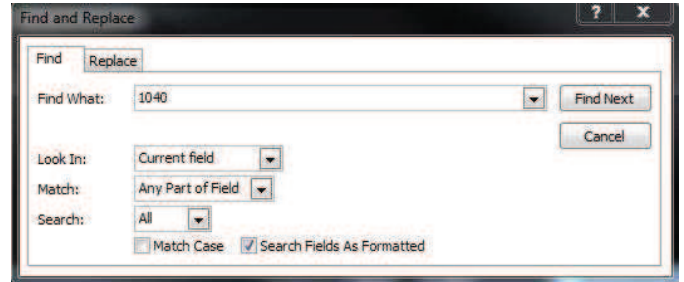 Find and Replace
Find Replace
Find What: 1040 Find Next
Cancel
Look In: Current field
Match: Any Part of Field
Search: All
Match Case Search Fields As Formatted